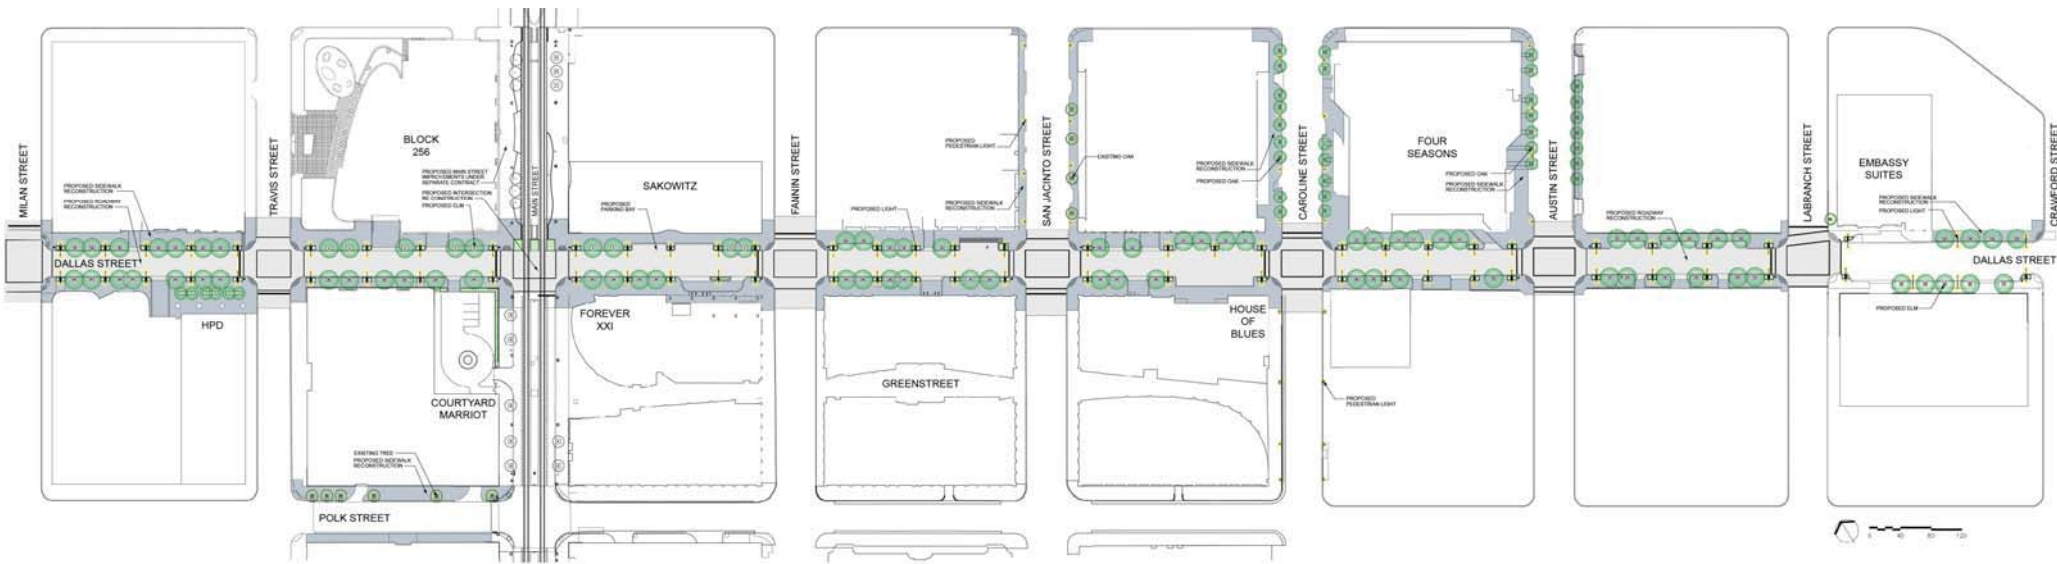 MILAN STREET
PROPOSED SIDEWALK
RECONSTRUCTION
PROPOSED ROADWAY
RECONSTRUCTION
DALLAS STREET
HPD
TRAVIS STREET
BLOCK
256
PROPOSED MAIN STREET
IMPROVEMENTS UNDER
SEPARATE CONTRACT
PROPOSED INTERSECTION
RE CONSTRUCTION
PROPOSED ELM
MAIN STREET
COURTYARD
MARRIOT
EXISTING TREE
PROPOSED SIDEWALK
RECONSTRUCTION
POLK STREET
SAKOWITZ
PROPOSED
PARKING BAY
FOREVER
XXI
FANNIN STREET
PROPOSED
PEDESTRIAN LIGHT
PROPOSED SIDEWALK
RECONSTRUCTION
PROPOSED LIGHT
GREENSTREET
SAN JACINTO STREET
EXISTING OAK
PROPOSED SIDEWALK
RECONSTRUCTION
PROPOSED OAK
HOUSE
OF
BLUES
CAROLINE STREET
FOUR
SEASONS
PROPOSED OAK
PROPOSED SIDEWALK
RECONSTRUCTION
PROPOSED
PEDESTRIAN LIGHT
AUSTIN STREET
PROPOSED ROADWAY
RECONSTRUCTION
LABRANCH STREET
EMBASSY
SUITES
PROPOSED SIDEWALK
RECONSTRUCTION
PROPOSED LIGHT
DALLAS STREET
PROPOSED ELM
CRAWFORD STREET
0 40 80 120